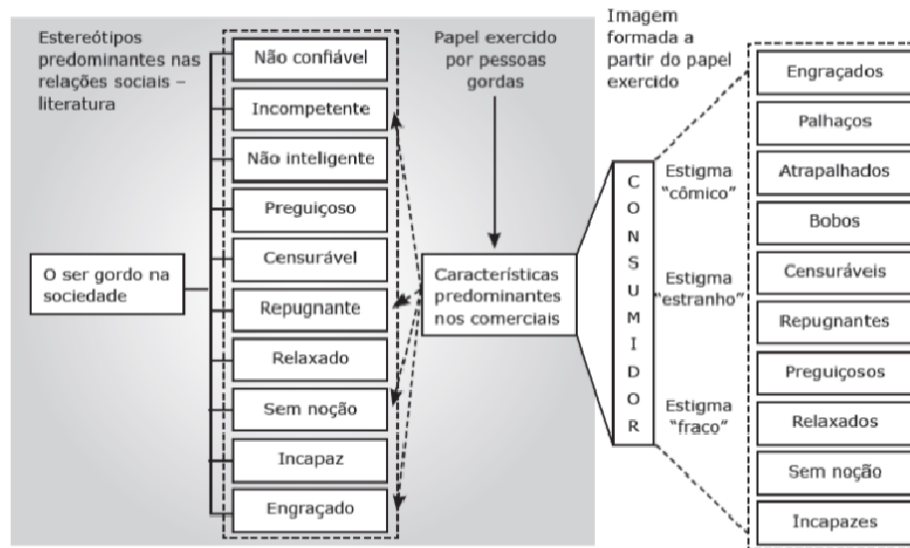 Estereótipos
predominantes nas
relações sociais –
literatura
O ser gordo na
sociedade
Não confiável
Incompetente
Não inteligente
Preguiçoso
Censurável
Repugnante
Relaxado
Sem noção
Incapaz
Engraçado
Papel exercido
por pessoas
gordas
Características
predominantes
nos comerciais
CONSUMIDOR
Imagem
formada a
partir do papel
exercido
Estigma
"cômico"
Estigma
"estranho"
Estigma
"fraco"
Engraçados
Palhaços
Atrapalhados
Bobos
Censuráveis
Repugnantes
Preguiçosos
Relaxados
Sem noção
Incapazes